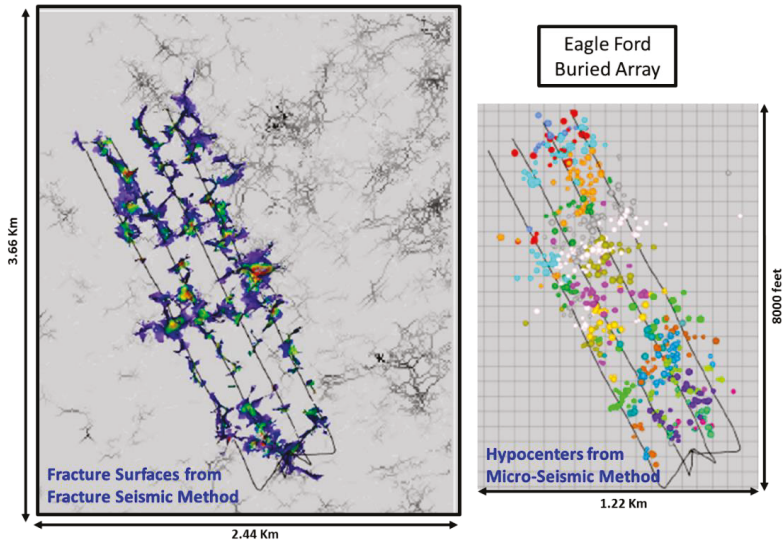 Eagle Ford
Buried Array
3.66 Km
Fracture Surfaces from
Fracture Seismic Method
2.44 Km
8000 feet
Hypocenters from
Micro-Seismic Method
1.22 Km